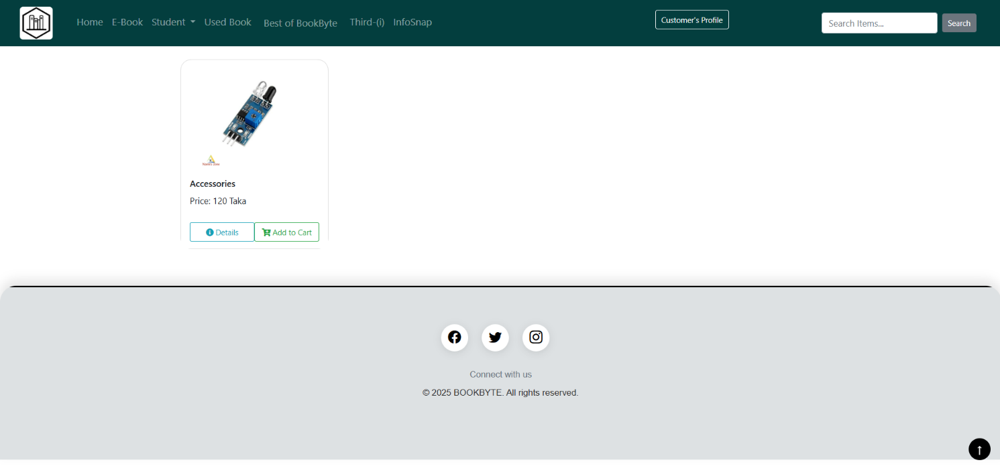 Home E-Book Student Used Book Best of BookByte Third-(i) InfoSnap Customer's Profile Search Items... Search
Accessories
Price: 120 Taka
Details Add to Cart
Connect with us
© 2025 BOOKBYTE. All rights reserved.